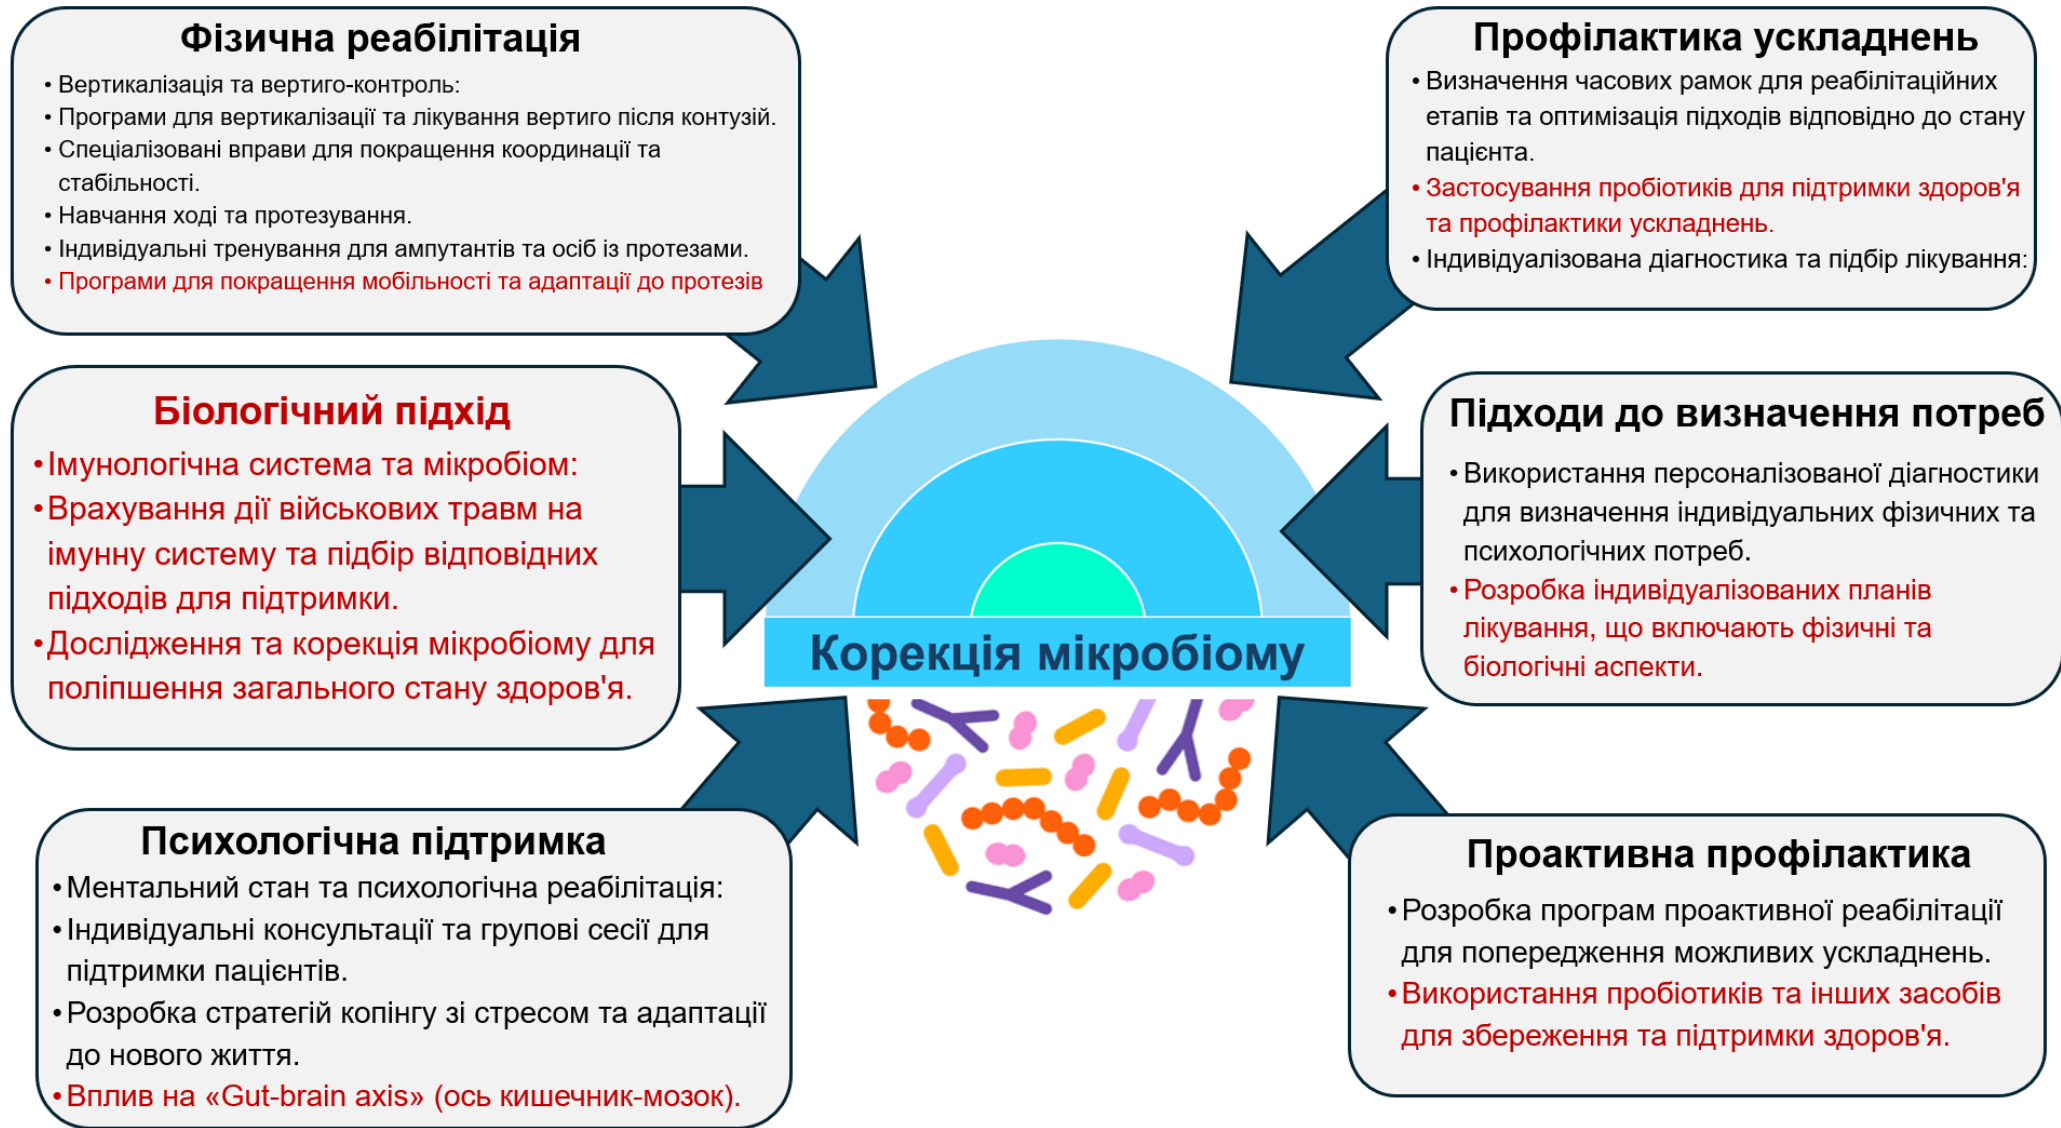 Фізична реабілітація
• Вертикалізація та вертиго-контроль:
• Програми для вертикалізації та лікування вертиго після контузій.
• Спеціалізовані вправи для покращення координації та
стабільності.
• Навчання ході та протезування.
• Індивідуальні тренування для ампутантів та осіб із протезами.
• Програми для покращення мобільності та адаптації до протезів
Профілактика ускладнень
• Визначення часових рамок для реабілітаційних
етапів та оптимізація підходів відповідно до стану
пацієнта.
• Застосування пробіотиків для підтримки здоров'я
та профілактики ускладнень.
• Індивідуалізована діагностика та підбір лікування:
Біологічний підхід
• Імунологічна система та мікробіом:
• Врахування дії військових травм на
імунну систему та підбір відповідних
підходів для підтримки.
• Дослідження та корекція мікробіому для
поліпшення загального стану здоров'я.
Підходи до визначення потреб
• Використання персоналізованої діагностики
для визначення індивідуальних фізичних та
психологічних потреб.
• Розробка індивідуалізованих планів
лікування, що включають фізичні та
біологічні аспекти.
Корекція мікробіому
Психологічна підтримка
• Ментальний стан та психологічна реабілітація:
• Індивідуальні консультації та групові сесії для
підтримки пацієнтів.
• Розробка стратегій копінгу зі стресом та адаптації
до нового життя.
• Вплив на «Gut-brain axis» (ось кишечник-мозок).
Проактивна профілактика
• Розробка програм проактивної реабілітації
для попередження можливих ускладнень.
• Використання пробіотиків та інших засобів
для збереження та підтримки здоров'я.